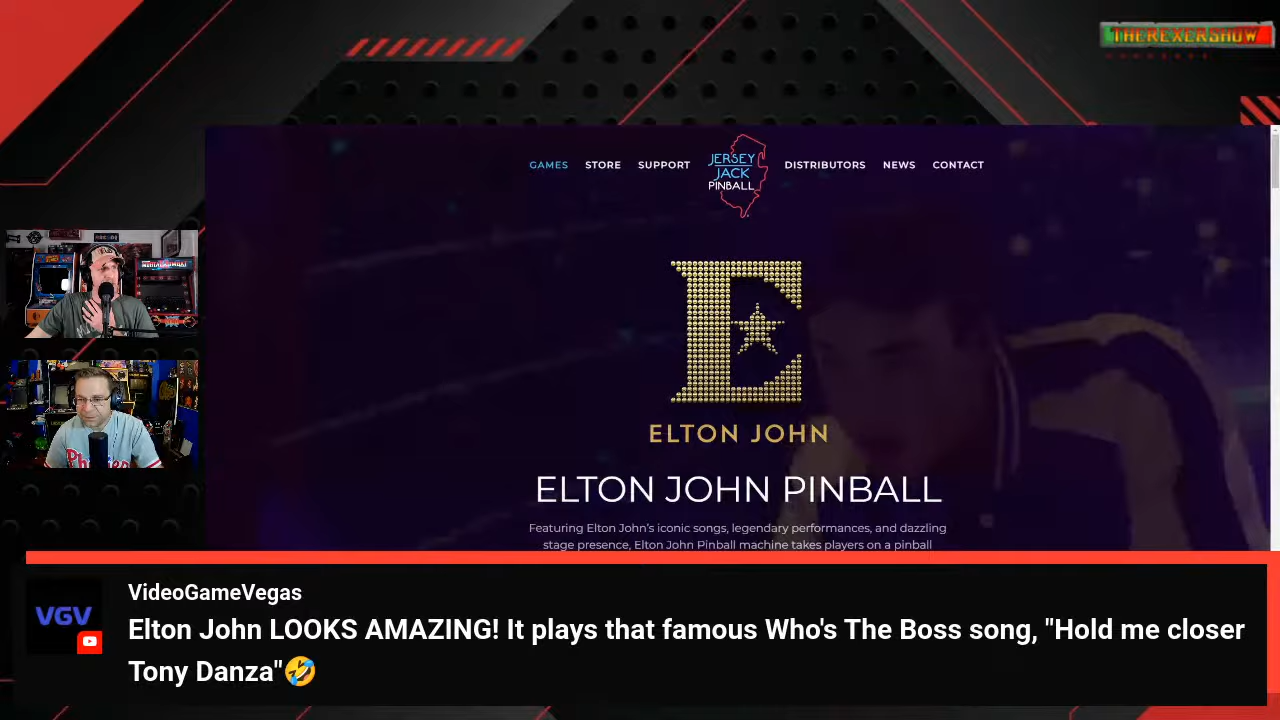 THEREXERSHOW
GAMES STORE SUPPORT JERSEY JACK PINBALL DISTRIBUTORS NEWS CONTACT
ELTON JOHN
ELTON JOHN PINBALL
Featuring Elton John's iconic songs, legendary performances, and dazzling
stage presence, Elton John Pinball machine takes players on a pinball
VGV
VideoGameVegas
Elton John LOOKS AMAZING! It plays that famous Who's The Boss song, "Hold me closer
Tony Danza"🤣